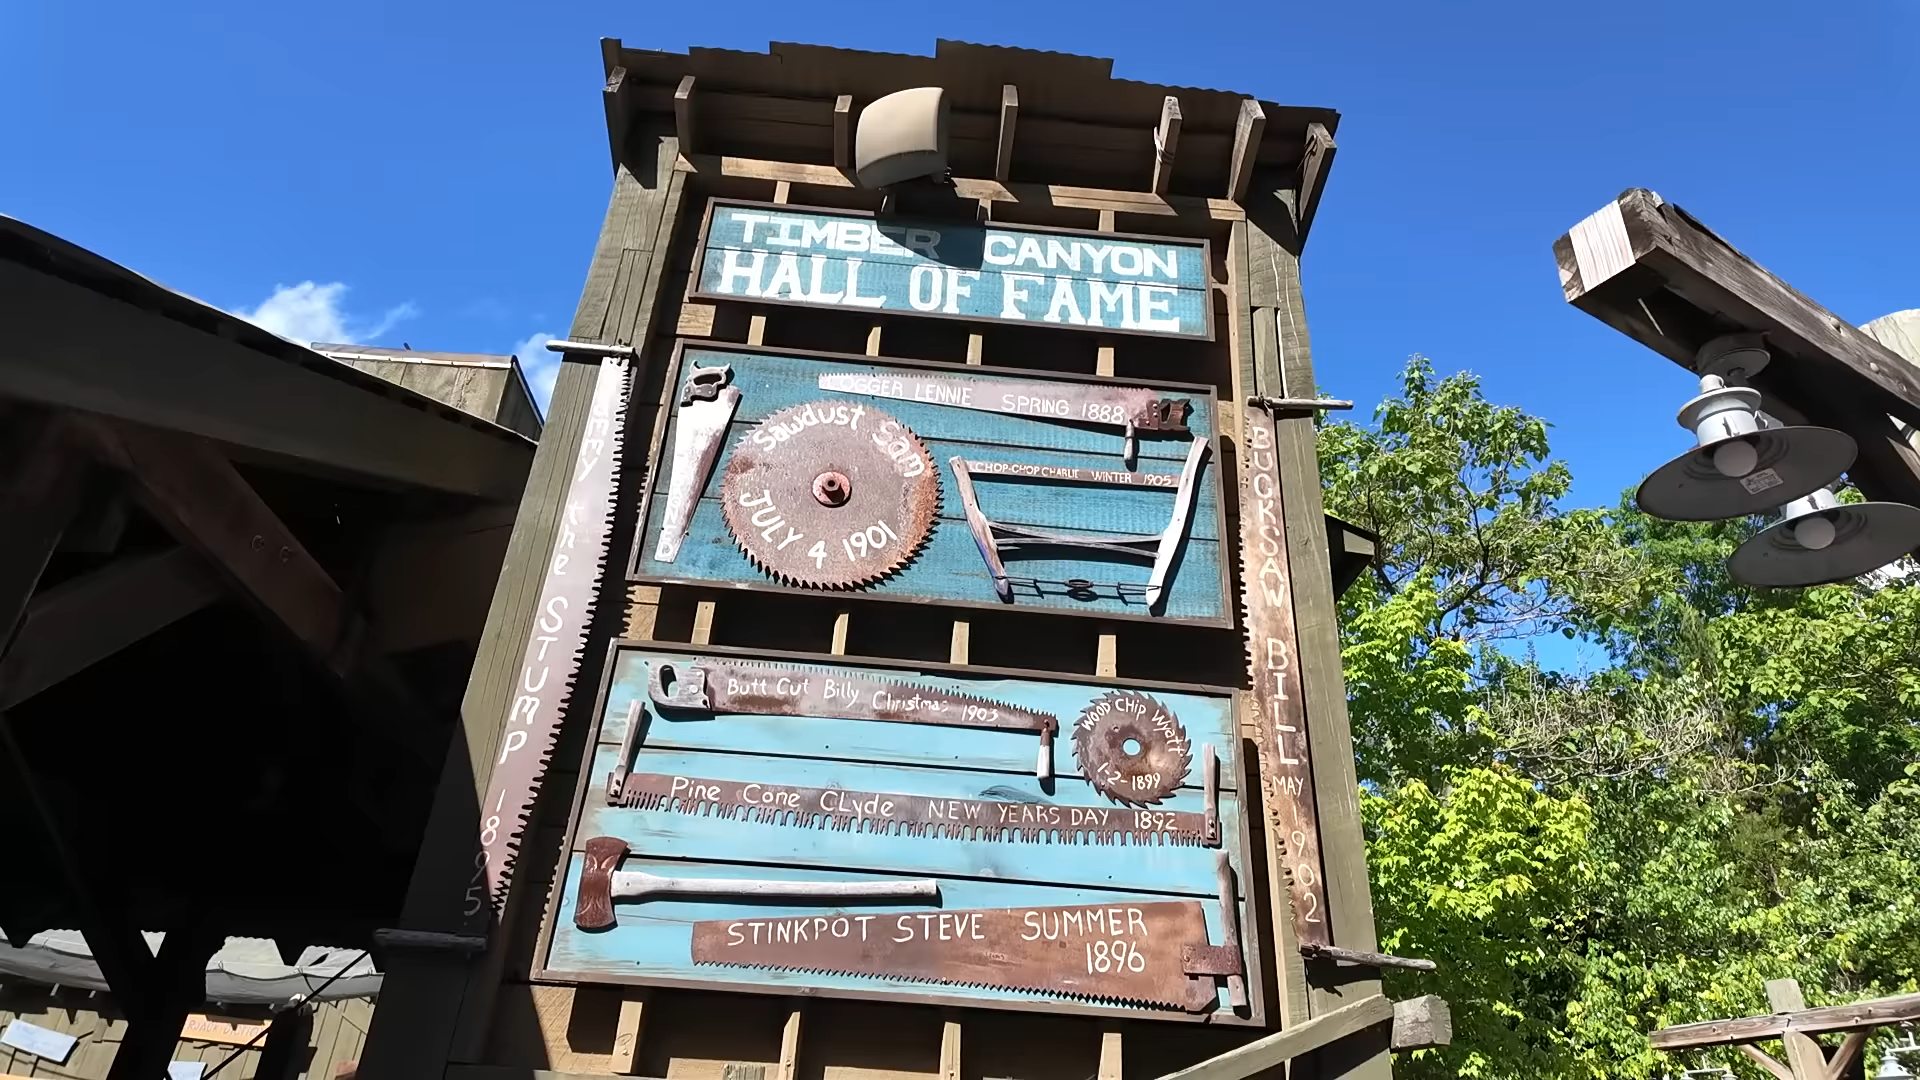 TIMBER CANYON
HALL OF FAME
LOGGER LENNIE SPRING 1888
Sawdust Sam
JULY 4 1901
CHOP-CHOP CHARLIE WINTER 1905
the STUMP 1895
BUCKSAW BILL MAY 1902
Butt Cut Billy Christmas 1903
WOOD CHIP Wyatt
1-2-1899
Pine Cone CLyde NEW YEARS DAY 1892
STINKPOT STEVE SUMMER
1896